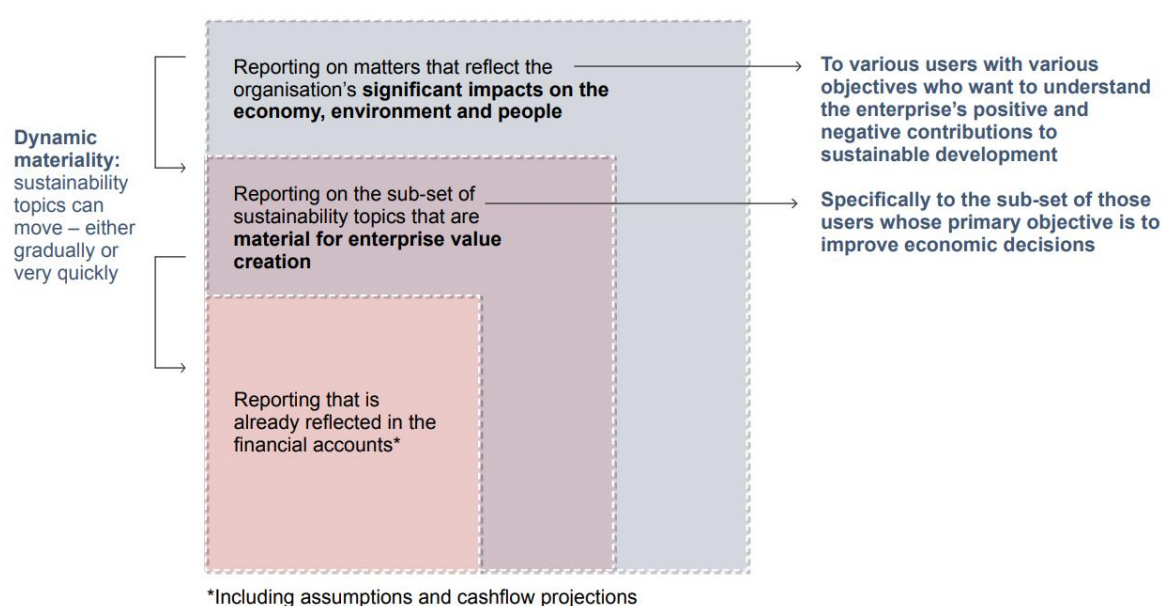 Dynamic
materiality:
sustainability
topics can
move – either
gradually or
very quickly
Reporting on matters that reflect the
organisation’s significant impacts on the
economy, environment and people
To various users with various
objectives who want to understand
the enterprise’s positive and
negative contributions to
sustainable development
Reporting on the sub-set of
sustainability topics that are
material for enterprise value
creation
Specifically to the sub-set of those
users whose primary objective is to
improve economic decisions
Reporting that is
already reflected in the
financial accounts*
*Including assumptions and cashflow projections